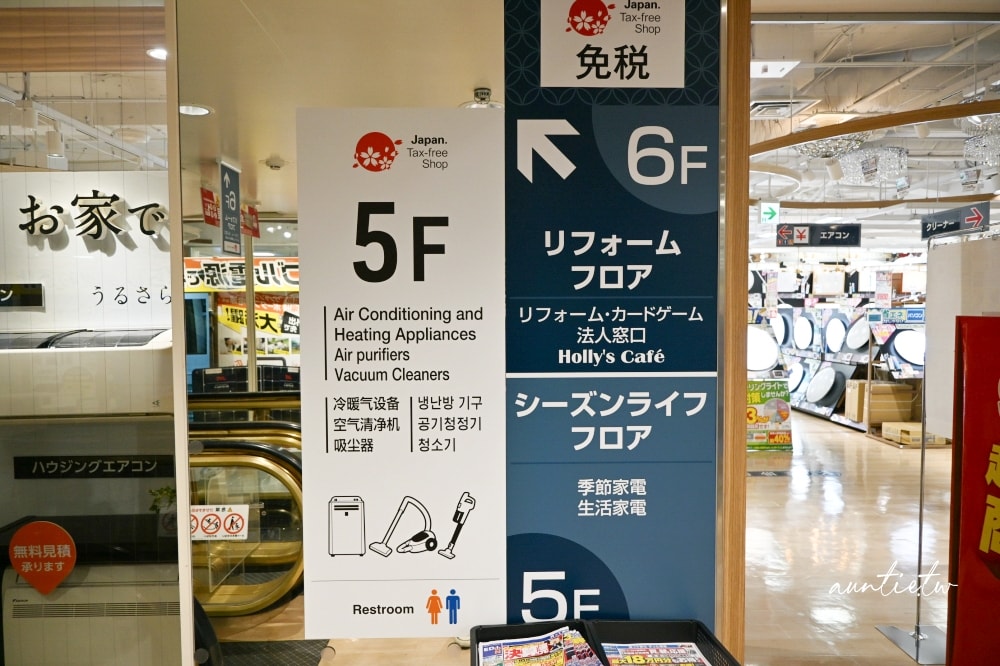 Japan.
Tax-free
Shop
免税
6F
リフォーム
フロア
リフォーム・カードゲーム
法人窓口
Holly's Café
シーズンライフ
フロア
季節家電
生活家電
5F
Japan.
Tax-free
Shop
5F
Air Conditioning and
Heating Appliances
Air purifiers
Vacuum Cleaners
冷暖气设备
空气清净机
吸尘器
냉난방 기구
공기청정기
청소기
Restroom
お家で
うるさら
ン
ハウジングエアコン
無料見積
承ります
エアコン
クリーナー
auntietw